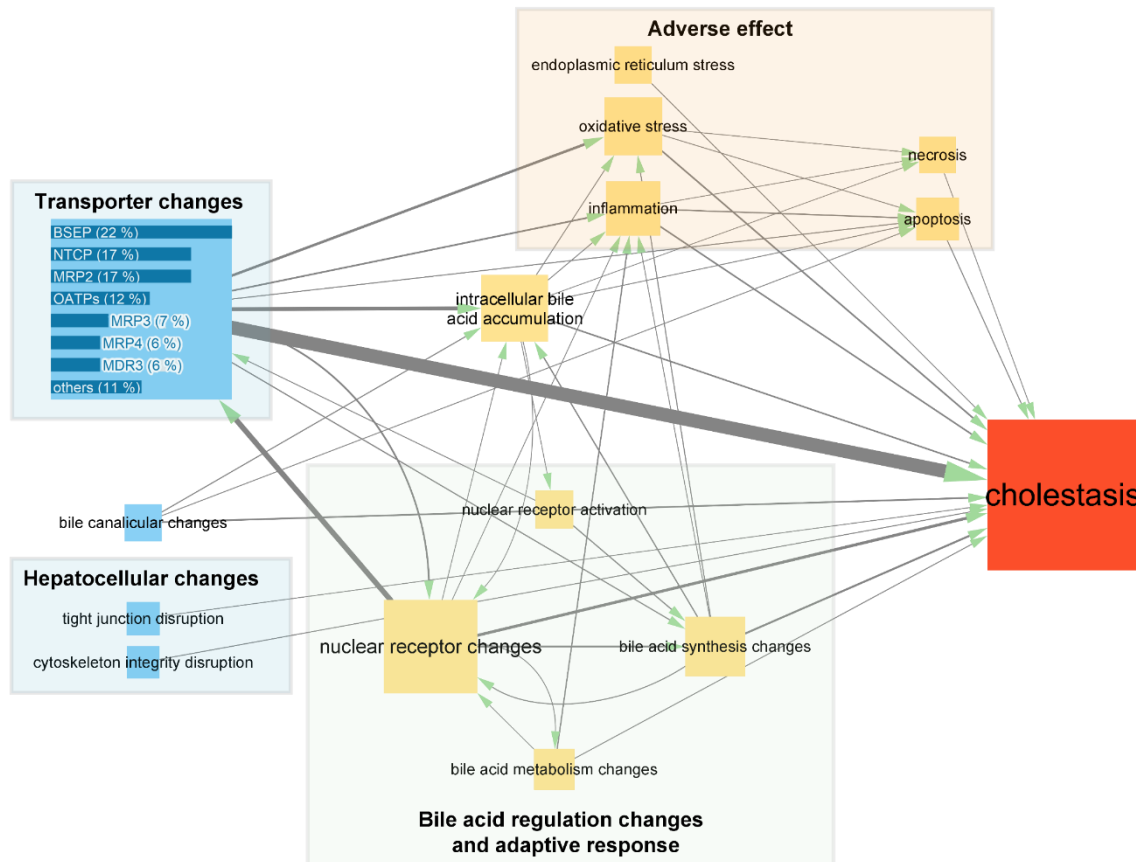 Adverse effect
endoplasmic reticulum stress
oxidative stress
necrosis
inflammation
apoptosis
Transporter changes
BSEP (22 %)
NTCP (17 %)
MRP2 (17 %)
OATPs (12 %)
MRP3 (7 %)
MRP4 (6 %)
MDR3 (6 %)
others (11 %)
intracellular bile
acid accumulation
cholestasis
bile canalicular changes
nuclear receptor activation
Hepatocellular changes
tight junction disruption
cytoskeleton integrity disruption
nuclear receptor changes
bile acid synthesis changes
bile acid metabolism changes
Bile acid regulation changes
and adaptive response